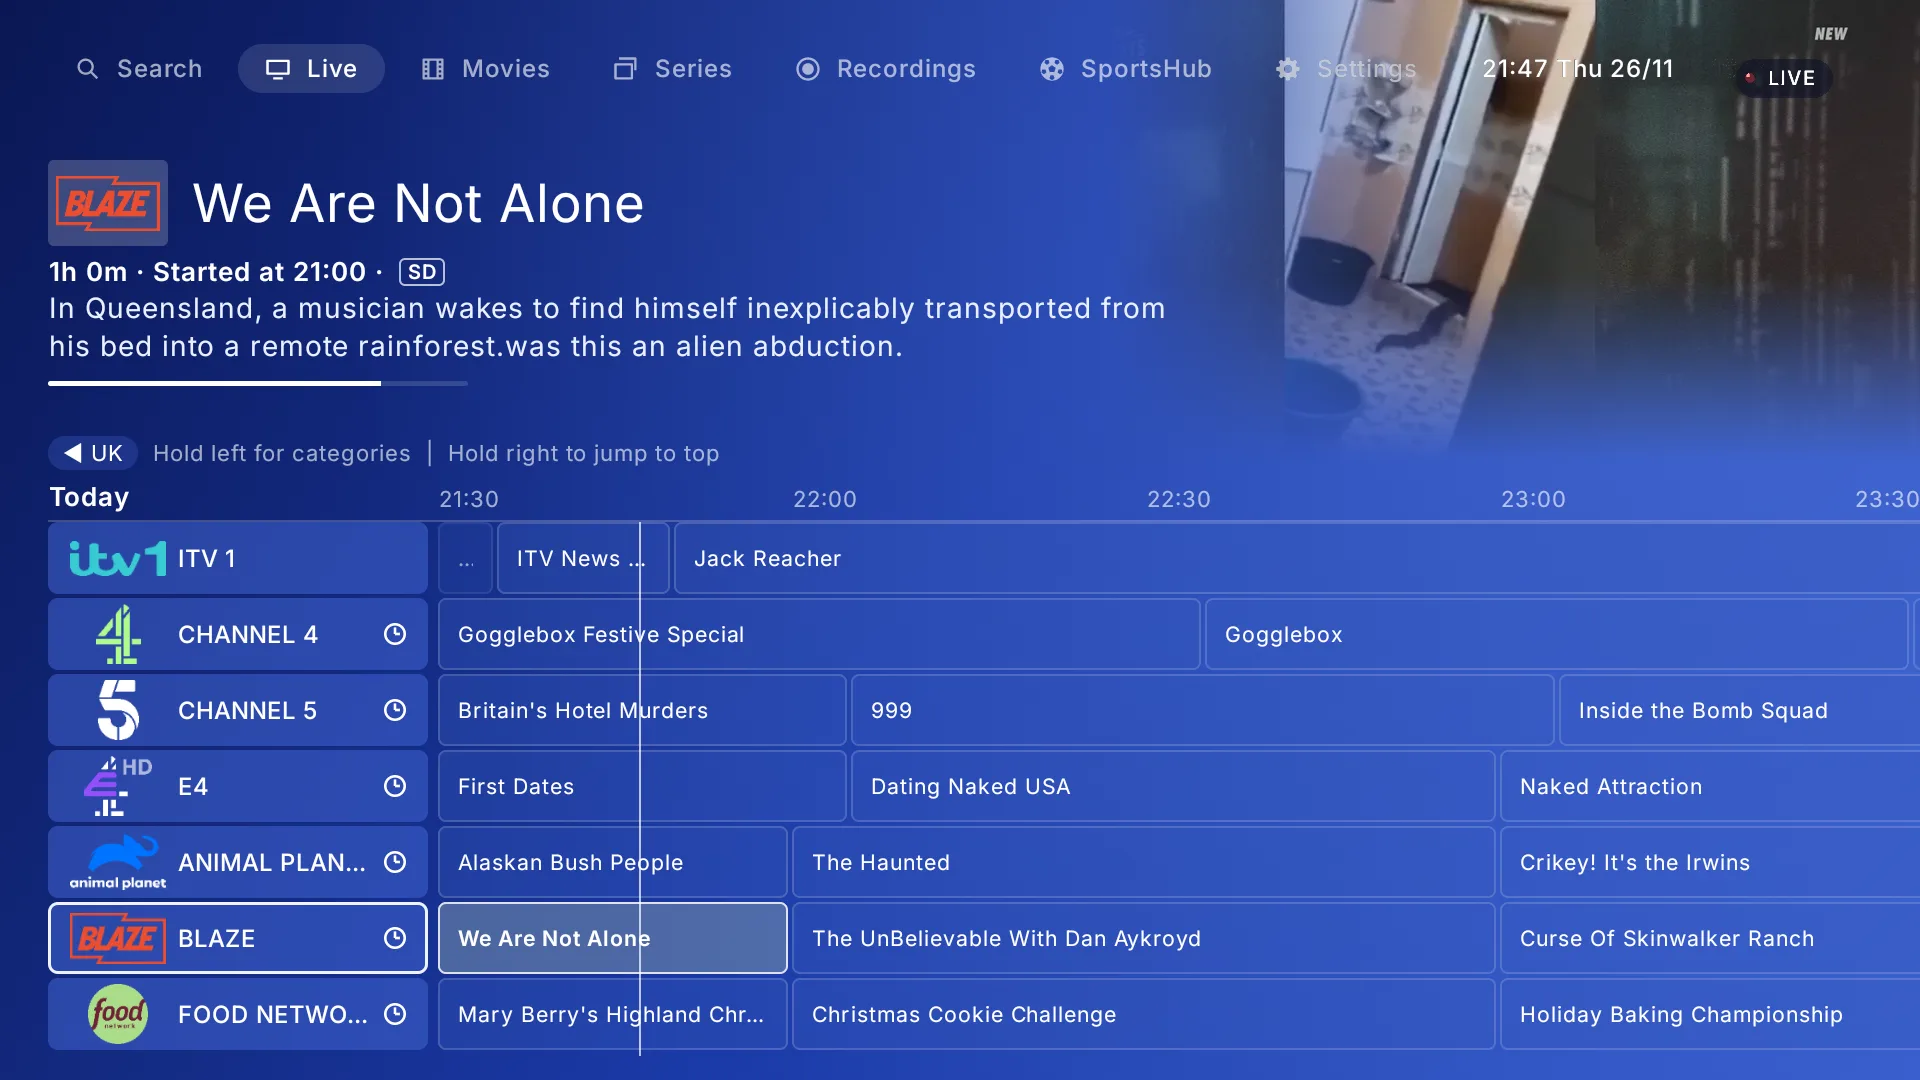 Search
Live
Movies
Series
Recordings
SportsHub
Settings
21:47 Thu 26/11
NEW
LIVE
BLAZE
We Are Not Alone
1h 0m · Started at 21:00 · SD
In Queensland, a musician wakes to find himself inexplicably transported from
his bed into a remote rainforest.was this an alien abduction.
◀ UK
Hold left for categories | Hold right to jump to top
Today
21:30
22:00
22:30
23:00
23:30
itv1
ITV 1
...
ITV News ...
Jack Reacher
4
CHANNEL 4
Gogglebox Festive Special
Gogglebox
5
CHANNEL 5
Britain's Hotel Murders
999
Inside the Bomb Squad
E4 HD
E4
First Dates
Dating Naked USA
Naked Attraction
animal planet
ANIMAL PLAN...
Alaskan Bush People
The Haunted
Crikey! It's the Irwins
BLAZE
BLAZE
We Are Not Alone
The UnBelievable With Dan Aykroyd
Curse Of Skinwalker Ranch
food
network
FOOD NETWO...
Mary Berry's Highland Chr...
Christmas Cookie Challenge
Holiday Baking Championship